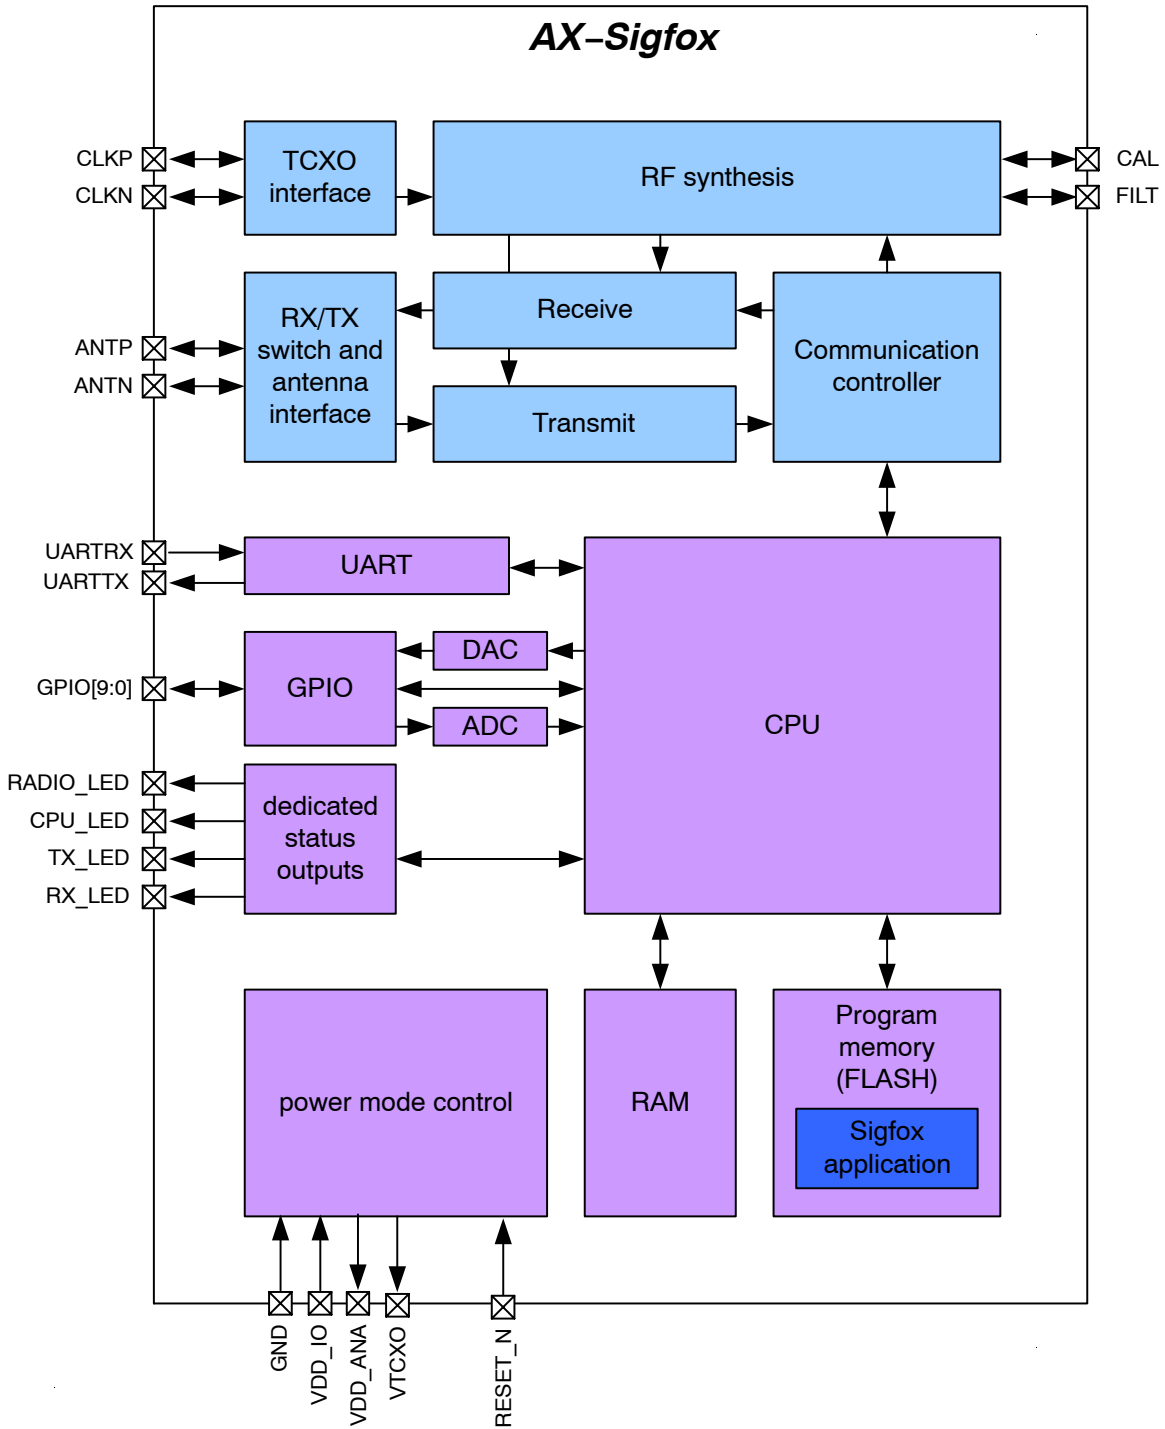 AX–Sigfox
CLKP
CLKN
TCXO
interface
RF synthesis
CAL
FILT
ANTP
ANTN
RX/TX
switch and
antenna
interface
Receive
Transmit
Communication
controller
UARTRX
UARTTX
UART
GPIO[9:0]
GPIO
DAC
ADC
CPU
RADIO_LED
CPU_LED
TX_LED
RX_LED
dedicated
status
outputs
power mode control
RAM
Program
memory
(FLASH)
Sigfox
application
GND
VDD_IO
VDD_ANA
VTCXO
RESET_N